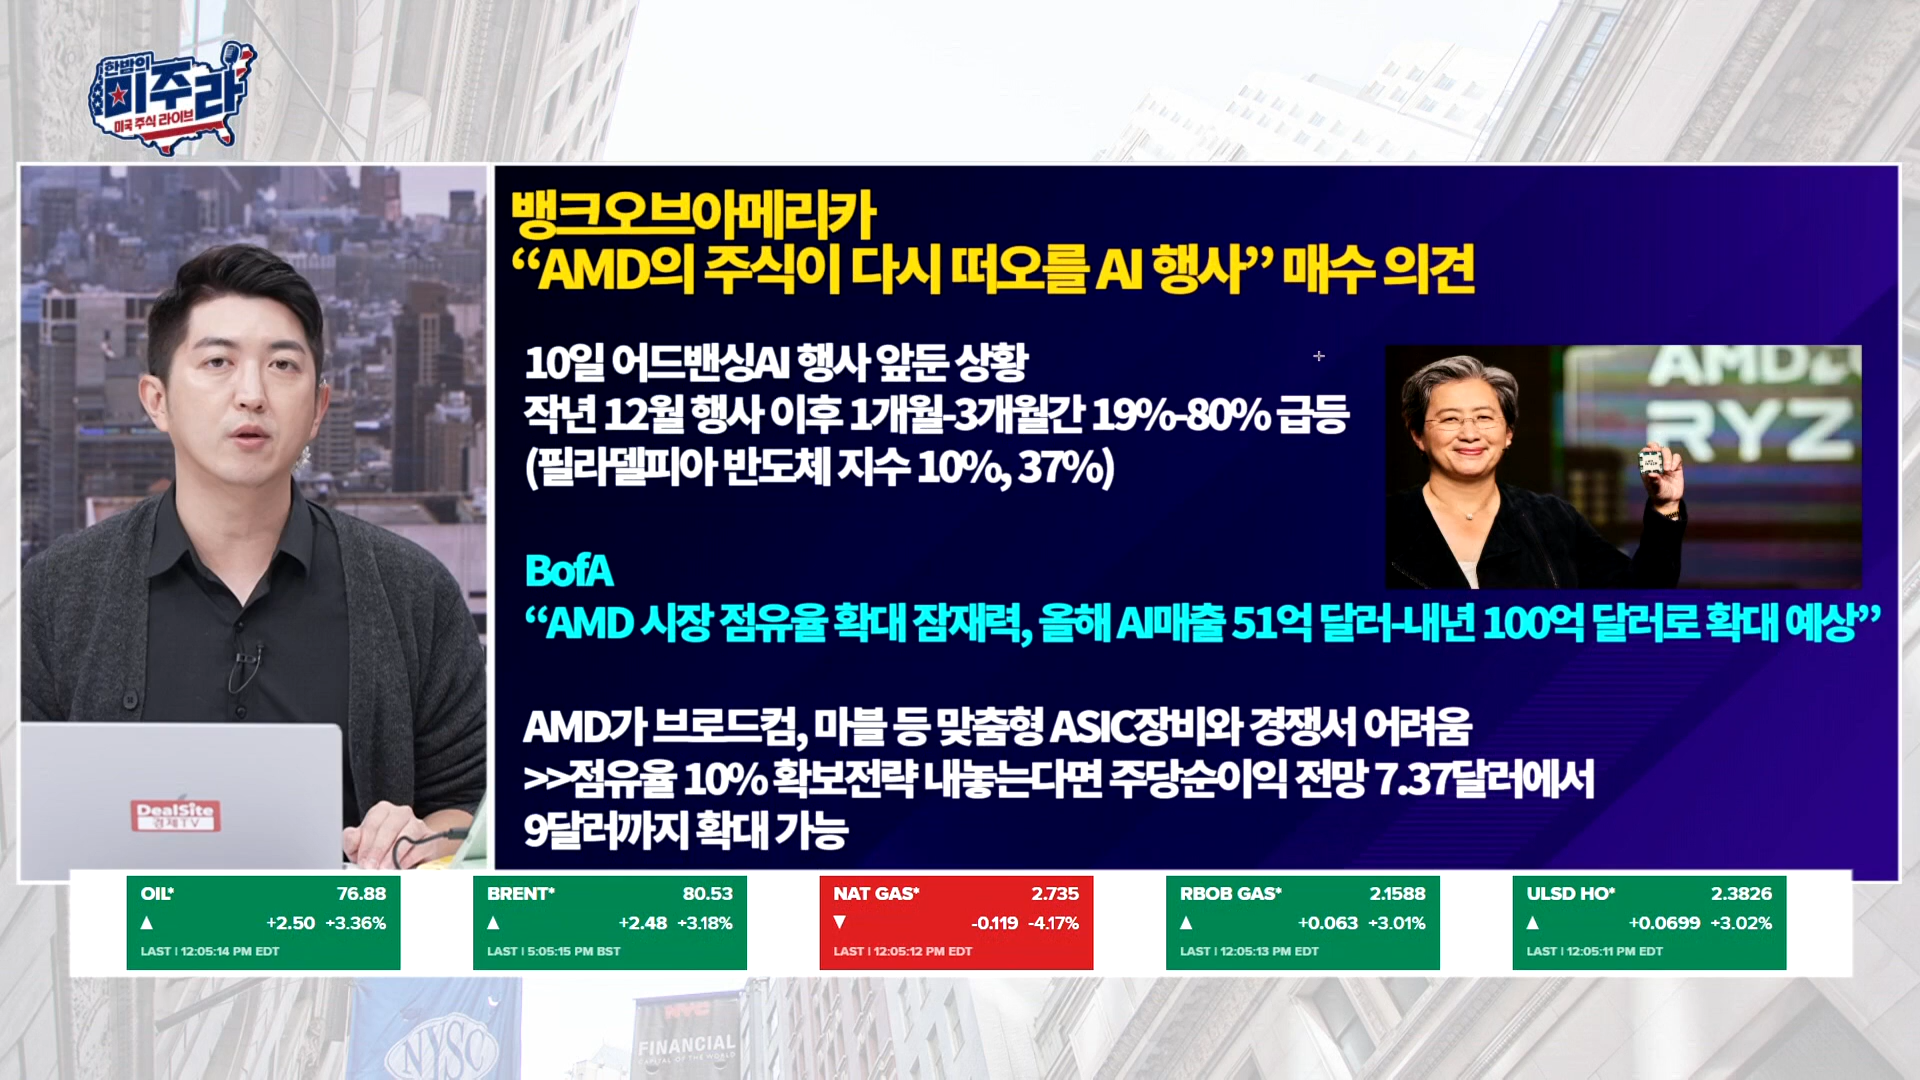 한밤의
미주라
미국 주식 라이브
뱅크오브아메리카
“AMD의 주식이 다시 떠오를 AI 행사” 매수 의견
10일 어드밴싱AI 행사 앞둔 상황
작년 12월 행사 이후 1개월-3개월간 19%-80% 급등
(필라델피아 반도체 지수 10%, 37%)
AMD
RYZ
BofA
“AMD 시장 점유율 확대 잠재력, 올해 AI매출 51억 달러-내년 100억 달러로 확대 예상”
AMD가 브로드컴, 마블 등 맞춤형 ASIC장비와 경쟁서 어려움
>>점유율 10% 확보전략 내놓는다면 주당순이익 전망 7.37달러에서
9달러까지 확대 가능
DealSite
경제TV
OIL* 76.88
▲ +2.50 +3.36%
LAST | 12:05:14 PM EDT
BRENT* 80.53
▲ +2.48 +3.18%
LAST | 5:05:15 PM BST
NAT GAS* 2.735
▼ -0.119 -4.17%
LAST | 12:05:12 PM EDT
RBOB GAS* 2.1588
▲ +0.063 +3.01%
LAST | 12:05:13 PM EDT
ULSD HO* 2.3826
▲ +0.0699 +3.02%
LAST | 12:05:11 PM EDT
NYSC
NYC
FINANCIAL
CAPITAL OF THE WORLD